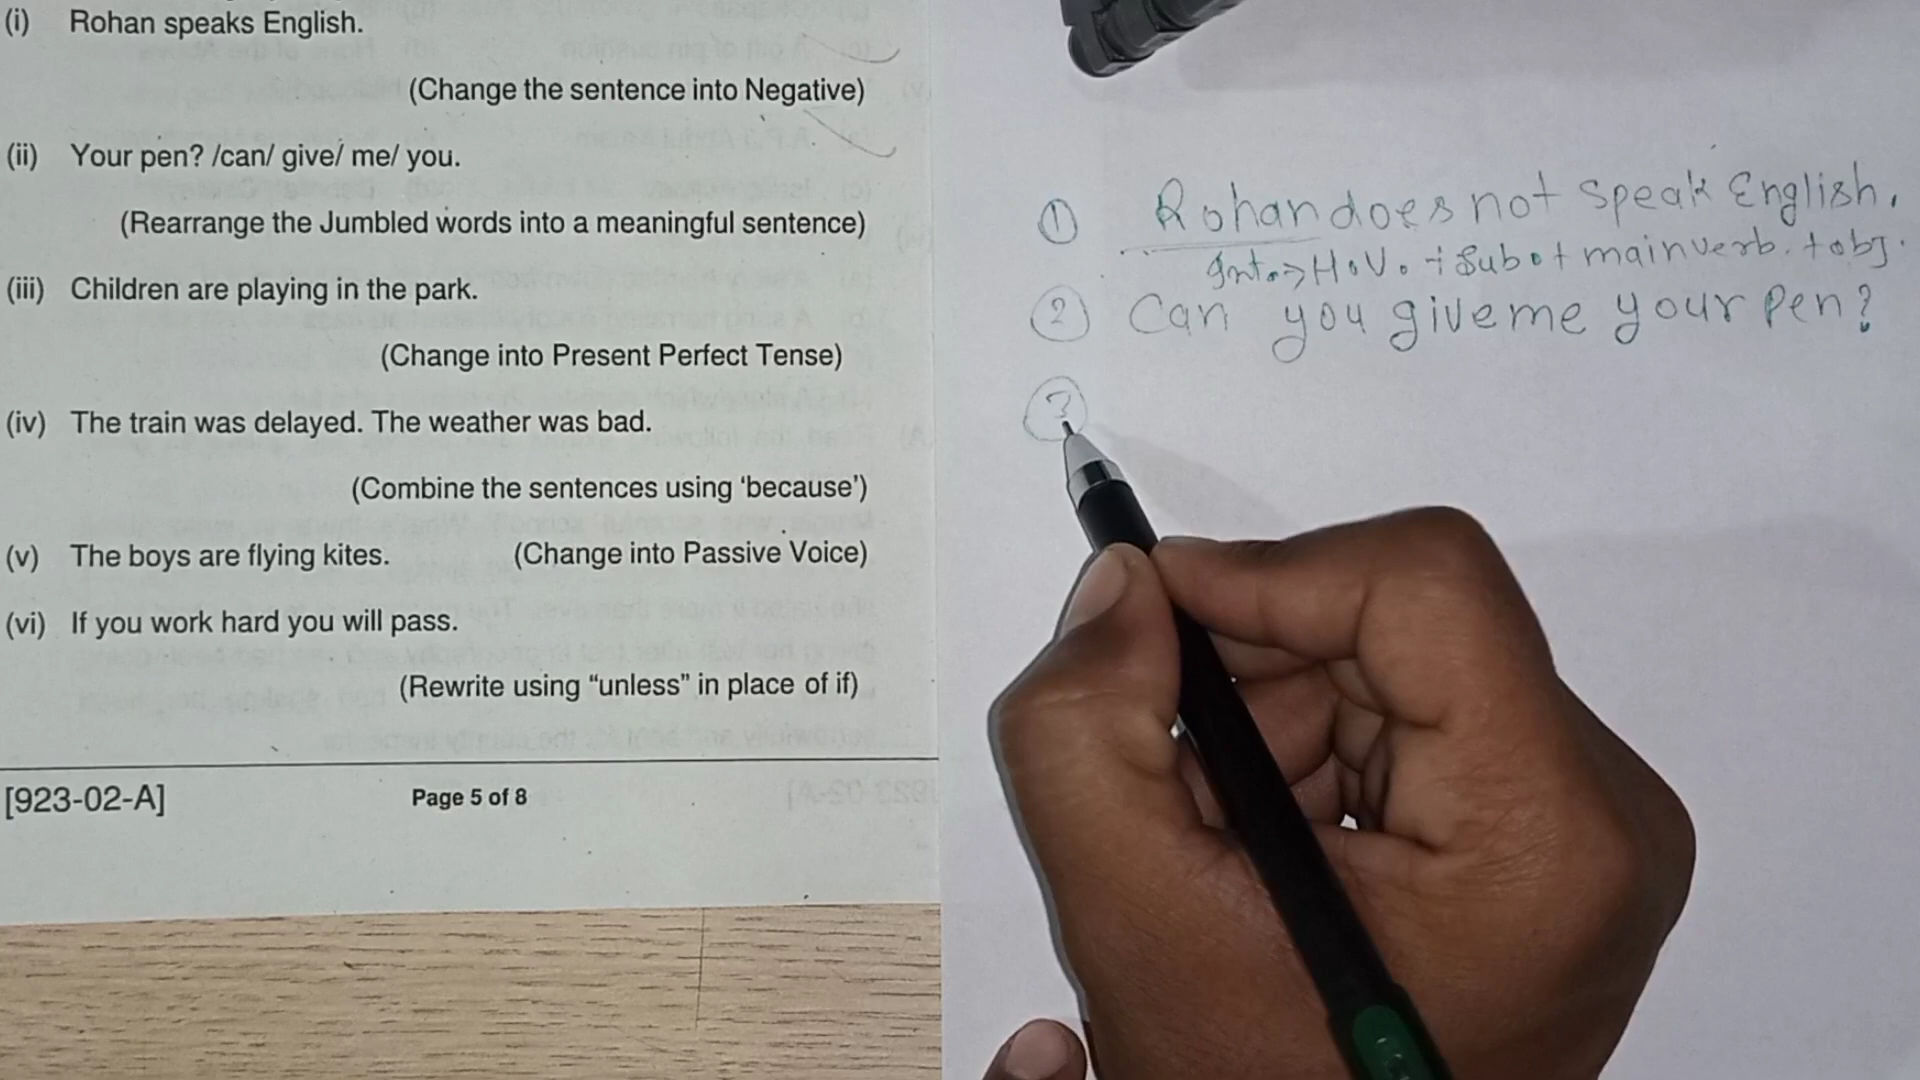 (i) Rohan speaks English.
(Change the sentence into Negative)
(ii) Your pen? /can/ give/ me/ you.
(Rearrange the Jumbled words into a meaningful sentence)
(iii) Children are playing in the park.
(Change into Present Perfect Tense)
(iv) The train was delayed. The weather was bad.
(Combine the sentences using 'because')
(v) The boys are flying kites. (Change into Passive Voice)
(vi) If you work hard you will pass.
(Rewrite using “unless” in place of if)
[923-02-A] Page 5 of 8
① Rohan does not speak English.
Int.=> H.V. + Sub. + main verb. + obj.
② Can you give me your pen?
③